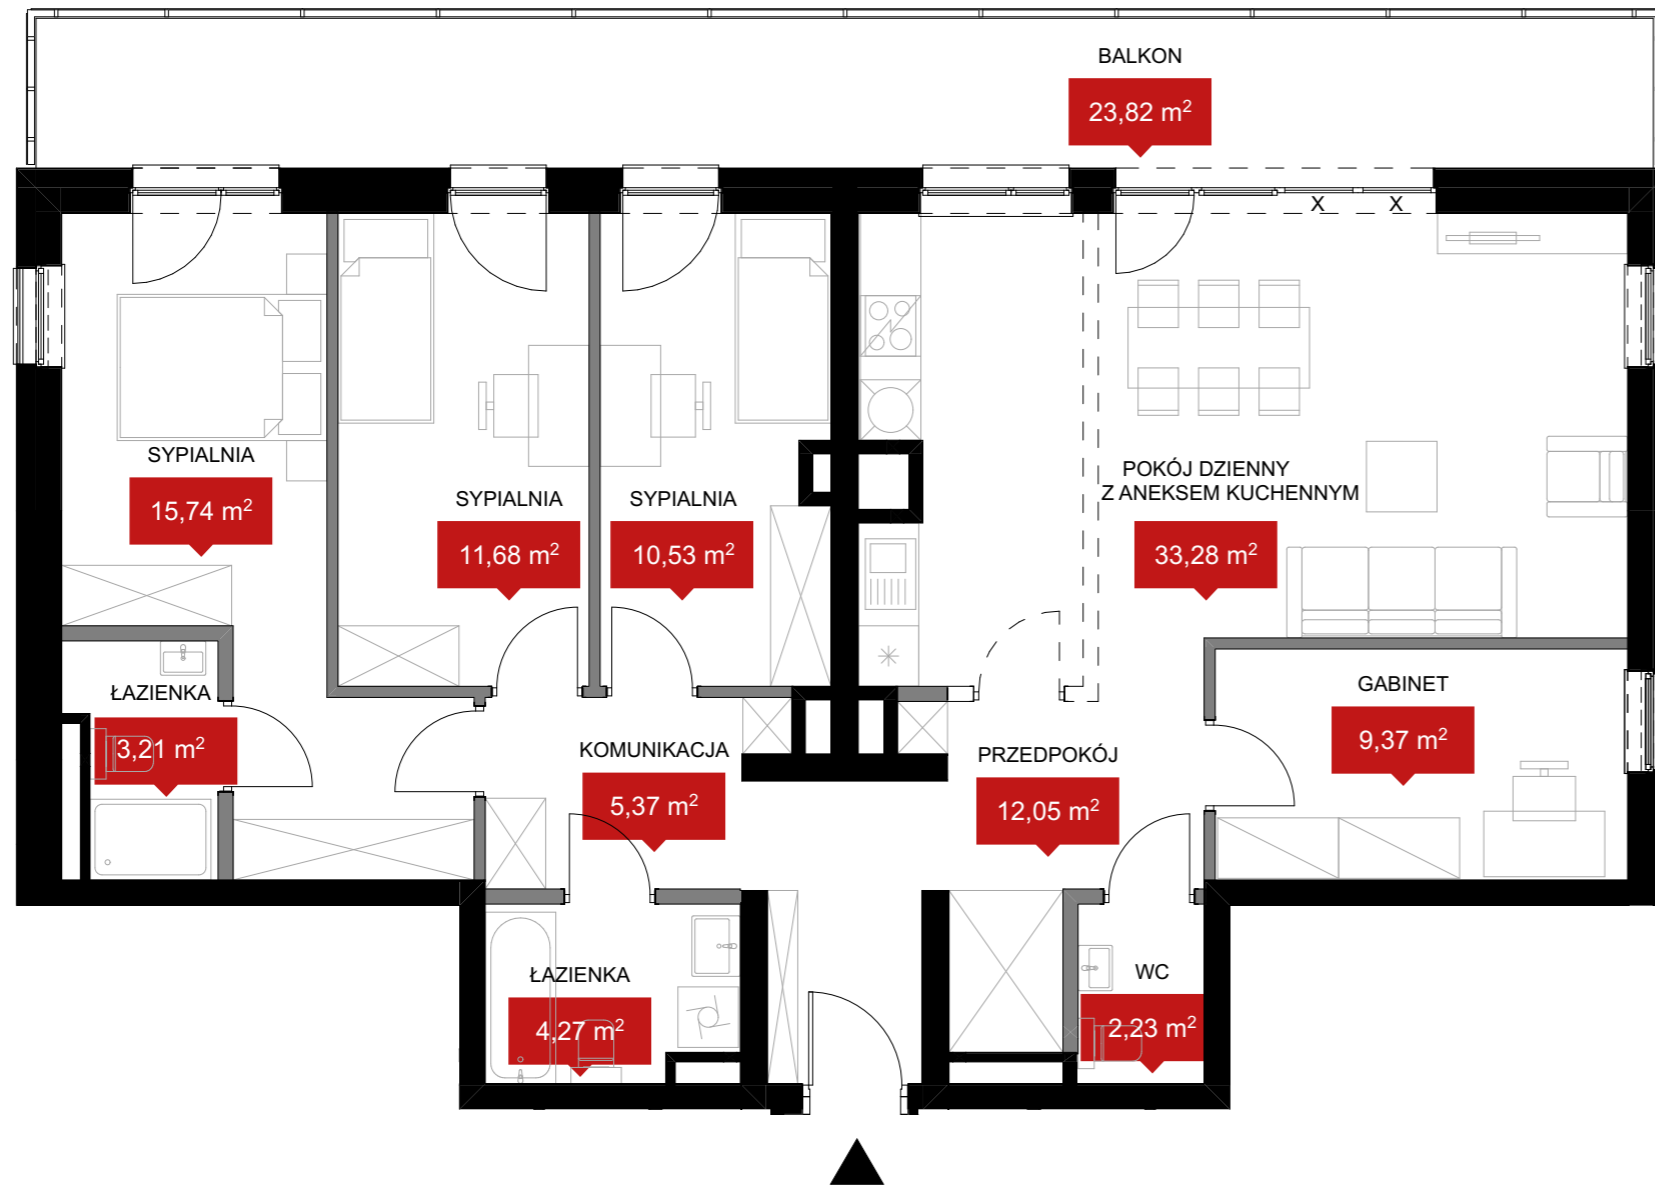 BALKON
23,82 m²
SYPIALNIA
15,74 m²
SYPIALNIA
11,68 m²
SYPIALNIA
10,53 m²
POKÓJ DZIENNY
Z ANEKSEM KUCHENNYM
33,28 m²
X X
ŁAZIENKA
3,21 m²
KOMUNIKACJA
5,37 m²
PRZEDPOKÓJ
12,05 m²
GABINET
9,37 m²
ŁAZIENKA
4,27 m²
WC
2,23 m²